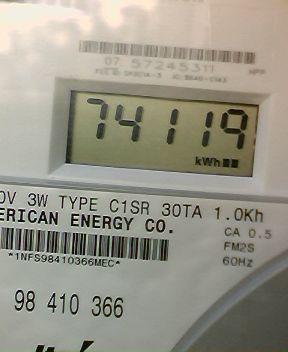 07 57245311
74119
kWh
0V 3W TYPE C1SR 30TA 1.0Kh
ERICAN ENERGY CO.
CA 0.5
FM2S
60Hz
*1NFS98410366MEC*
98 410 366